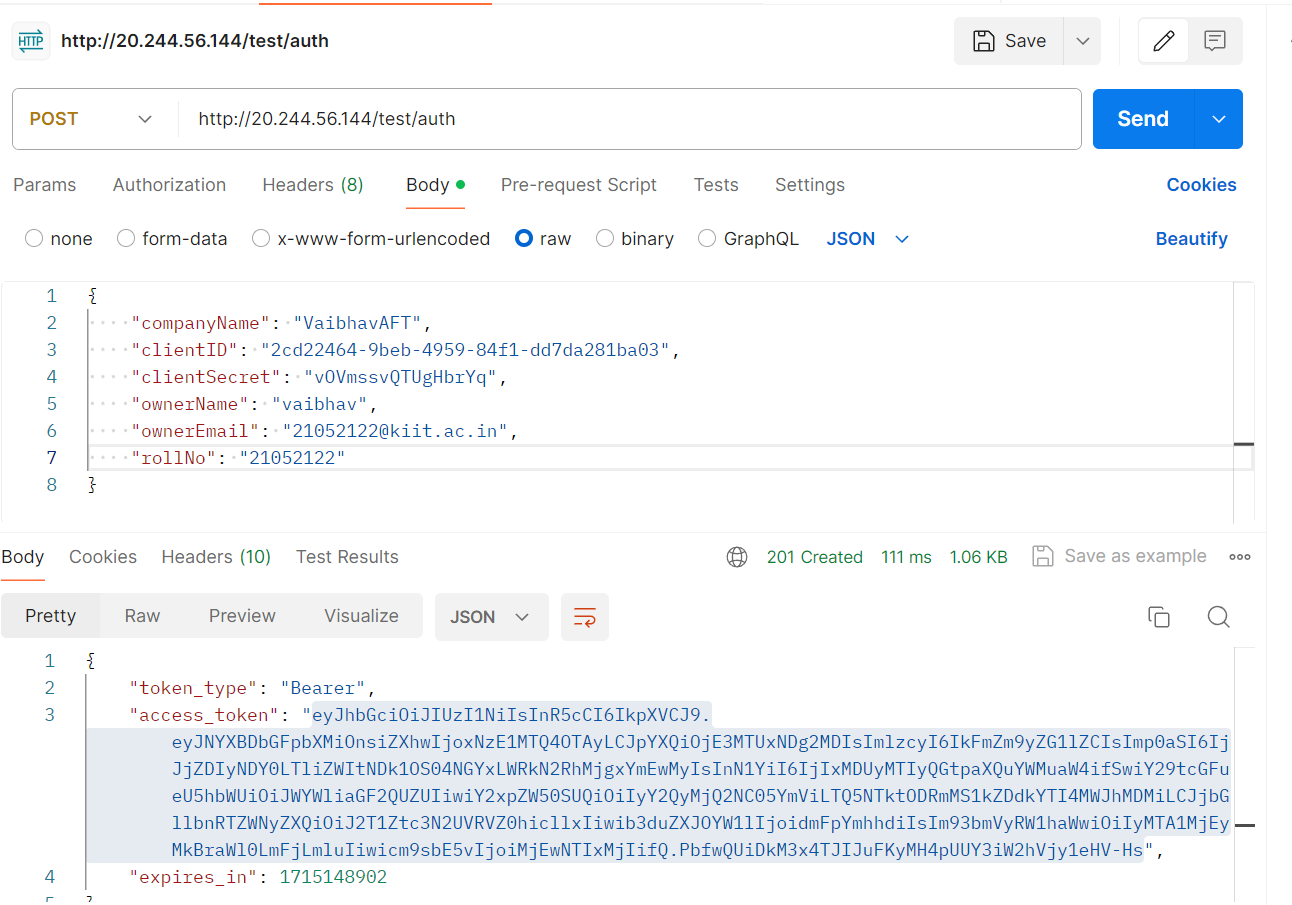 HTTP http://20.244.56.144/test/auth Save
POST http://20.244.56.144/test/auth Send
Params Authorization Headers (8) Body Pre-request Script Tests Settings Cookies
none form-data x-www-form-urlencoded raw binary GraphQL JSON Beautify
1 {
2 "companyName": "VaibhavAFT",
3 "clientID": "2cd22464-9beb-4959-84f1-dd7da281ba03",
4 "clientSecret": "vOVmssvQTUgHbrYq",
5 "ownerName": "vaibhav",
6 "ownerEmail": "21052122@kiit.ac.in",
7 "rollNo": "21052122"
8 }
Body Cookies Headers (10) Test Results 201 Created 111 ms 1.06 KB Save as example
Pretty Raw Preview Visualize JSON
1 {
2 "token_type": "Bearer",
3 "access_token": "eyJhbGciOiJIUzI1NiIsInR5cCI6IkpXVCJ9.
eyJNYXBDbGFpbXMiOnsiZXhwIjoxNzE1MTQ4OTAyLCJpYXQiOjE3MTUxNDg2MDIsImlzcyI6IkFmZm9yZG1lZCIsImp0aSI6Ij
JjZDIyNDY0LTliZWItNDk1OS04NGYxLWRkN2RhMjgxYmEwMyIsInN1YiI6IjIxMDUyMTIyQGtpaXQuYWMuaW4ifSwiY29tcGFu
eU5hbWUiOiJWYWliaGF2QUZUIiwiY2xpZW50SUQiOiIyY2QyMjQ2NC05YmViLTQ5NTktODRmMS1kZDdkYTI4MWJhMDMiLCJjbG
llbnRTZWNyZXQiOiJ2T1Ztc3N2UVRVZ0hicllxIiwib3duZXJOYW1lIjoidmFpYmhhdiIsIm93bmVyRW1haWwiOiIyMTA1MjEy
MkBraWl0LmFjLmluIiwicm9sbE5vIjoiMjEwNTIxMjIifQ.PbfwQUiDkM3x4TJIJuFKyMH4pUUY3iW2hVjy1eHV-Hs",
4 "expires_in": 1715148902